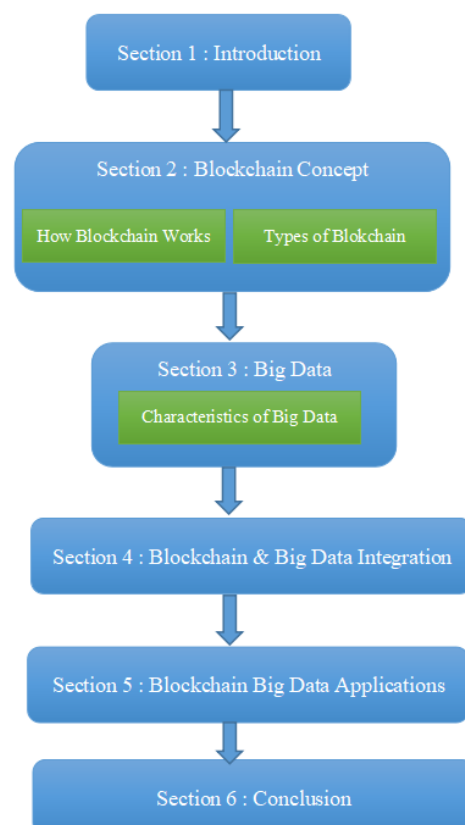 Section 1 : Introduction
Section 2 : Blockchain Concept
How Blockchain Works
Types of Blokchain
Section 3 : Big Data
Characteristics of Big Data
Section 4 : Blockchain & Big Data Integration
Section 5 : Blockchain Big Data Applications
Section 6 : Conclusion